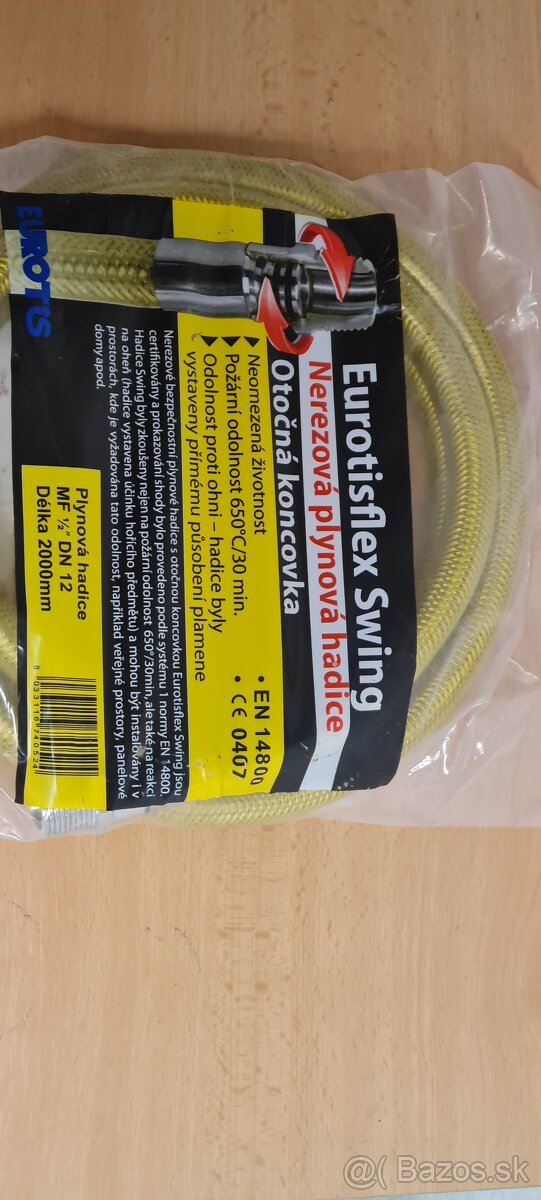 EUROTIS
Eurotisflex Swing
Nerezová plynová hadice
Otočná koncovka
Neomezená životnost
Požární odolnost 650°C/30 min.
Odolnost proti ohni – hadice byly
vystaveny přímému působení plamene
• EN 14800
• CE 0407
Nerezové bezpečnostní plynové hadice s otočnou koncovkou Eurotisflex Swing jsou
certifikovány a prokazování shody bylo provedeno podle systému 1 normy EN 14800.
Hadice Swing byly zkoušeny nejen na požární odolnost 650°/30min, ale také na reakci
na oheň (hadice vystavena účinku hořícího předmětu) a mohou být instalovány i v
prostorách, kde je vyžadována tato odolnost, například veřejné prostory, panelové
domy apod.
Plynová hadice
MF ½" DN 12
Délka 2000mm
8 033116 740524
Bazos.sk